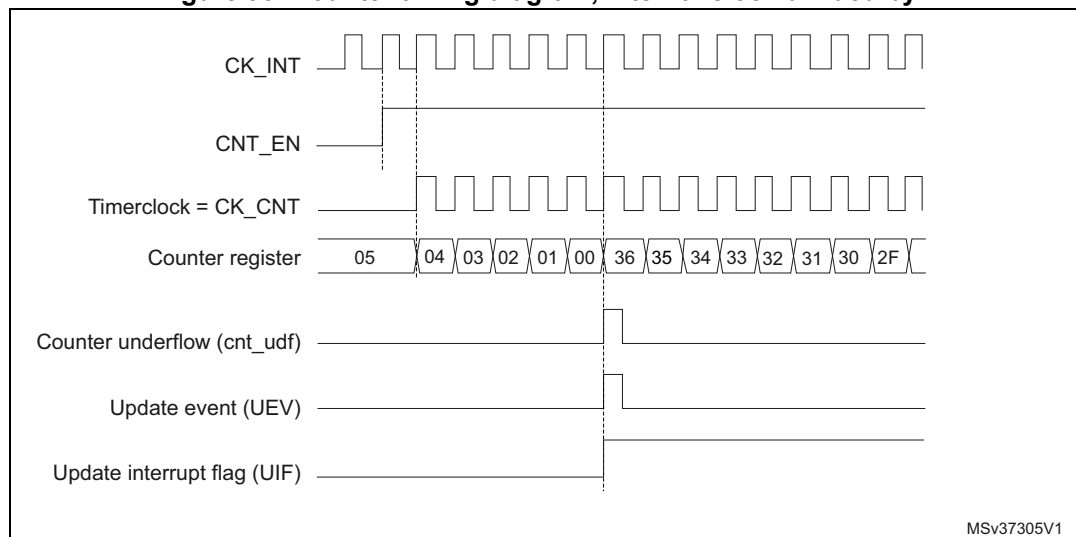 CK_INT
CNT_EN
Timerclock = CK_CNT
Counter register 05 04 03 02 01 00 36 35 34 33 32 31 30 2F
Counter underflow (cnt_udf)
Update event (UEV)
Update interrupt flag (UIF)
MSv37305V1